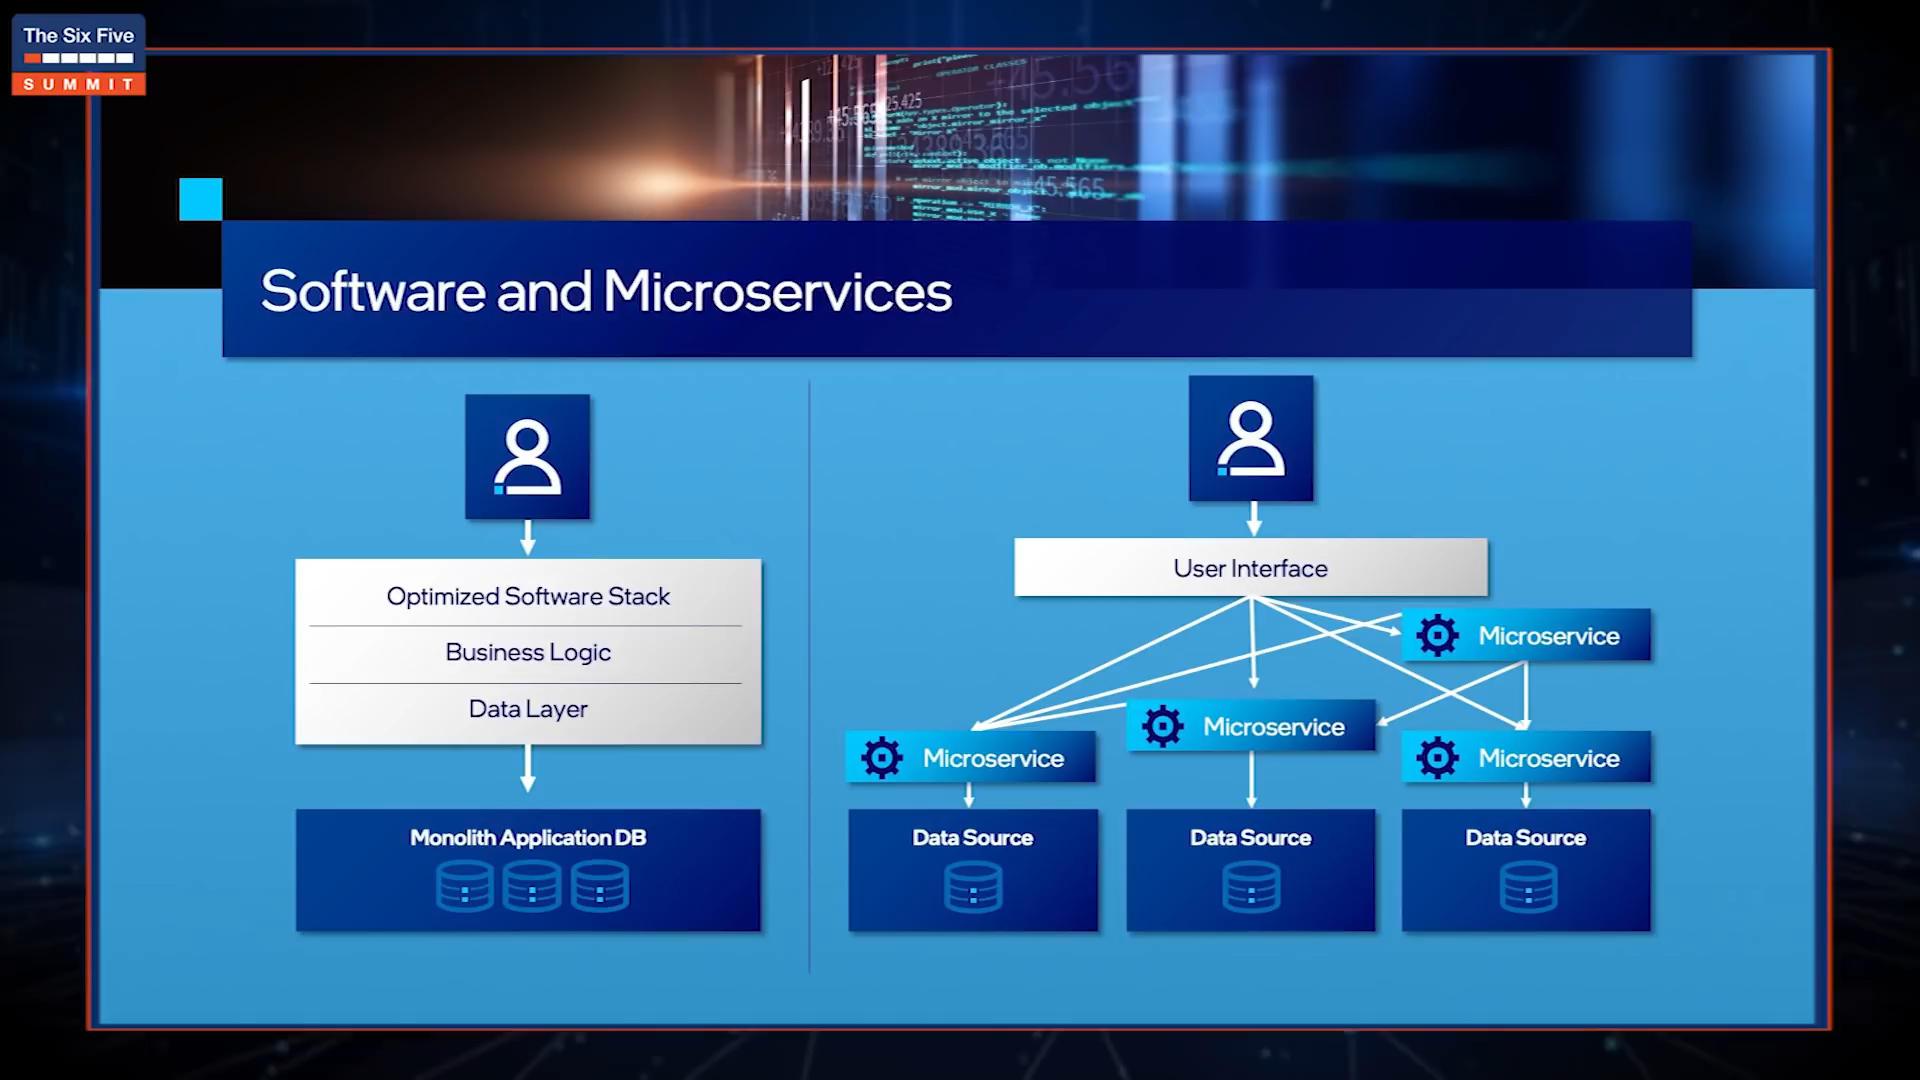 The Six Five
SUMMIT
Software and Microservices
Optimized Software Stack
Business Logic
Data Layer
Monolith Application DB
User Interface
Microservice
Microservice
Microservice
Microservice
Data Source
Data Source
Data Source